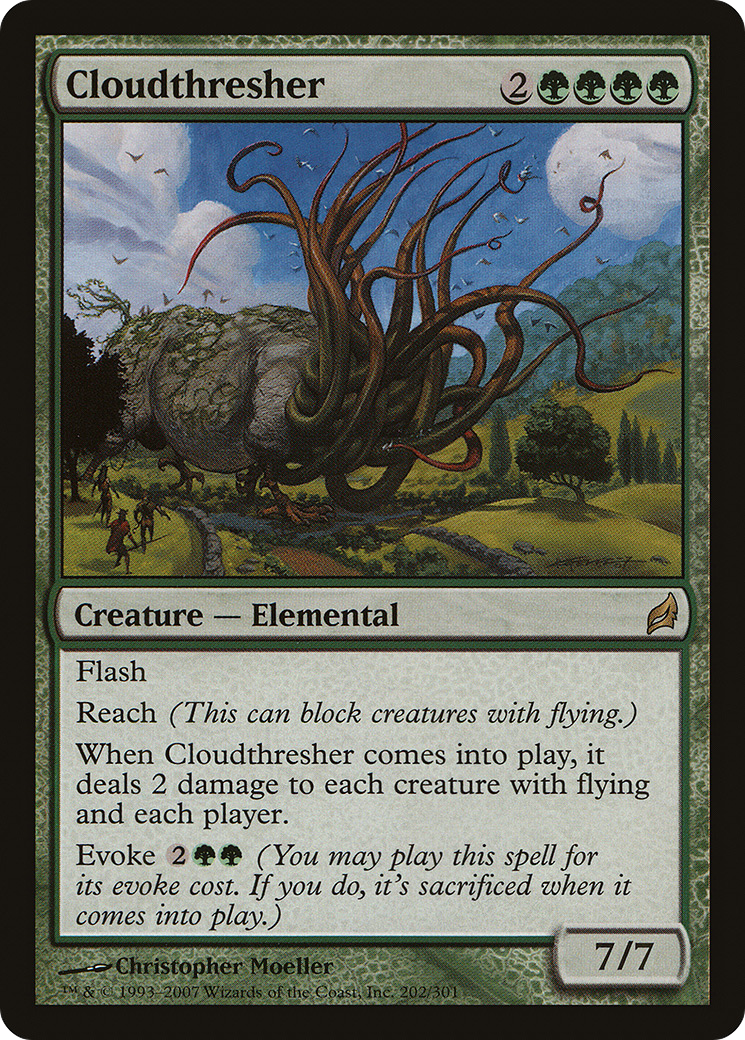 Cloudthresher 2
Creature — Elemental
Flash
Reach (This can block creatures with flying.)
When Cloudthresher comes into play, it
deals 2 damage to each creature with flying
and each player.
Evoke 2 (You may play this spell for
its evoke cost. If you do, it's sacrificed when it
comes into play.)
7/7
Christopher Moeller
™ & © 1993–2007 Wizards of the Coast, Inc. 202/301